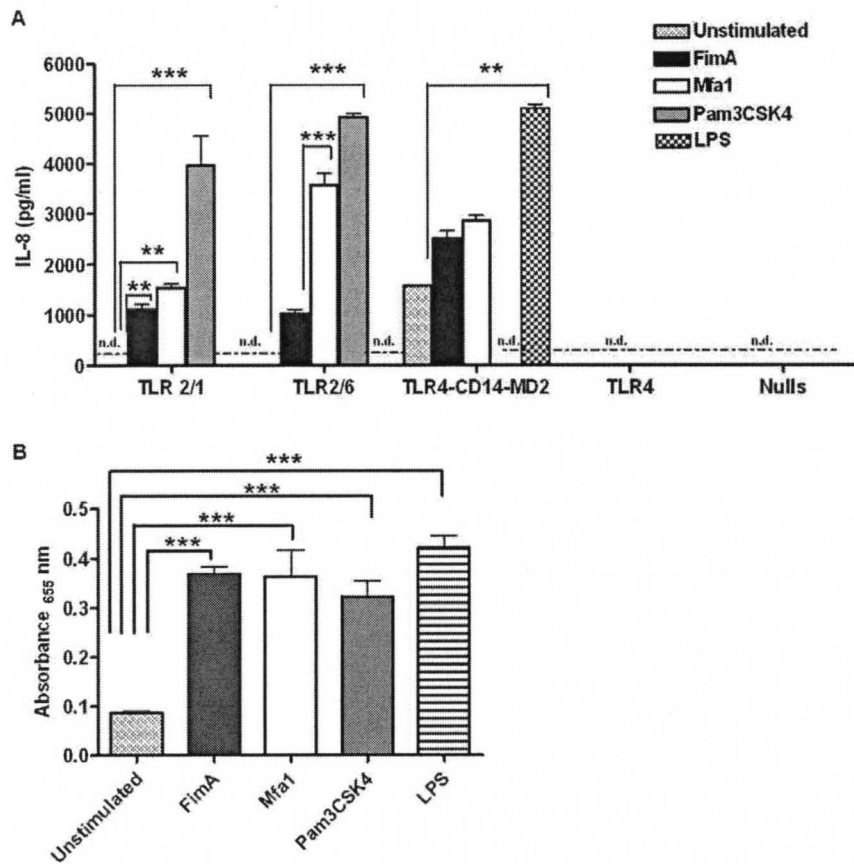 A
Unstimulated
FimA
Mfa1
Pam3CSK4
LPS
6000
5000
4000
3000
2000
1000
0
IL-8 (pg/ml)
*** *** **
***
**
**
n.d. n.d. n.d. n.d. n.d. n.d.
TLR 2/1 TLR2/6 TLR4-CD14-MD2 TLR4 Nulls
B
***
***
***
***
0.5
0.4
0.3
0.2
0.1
0.0
Absorbance 655 nm
Unstimulated FimA Mfa1 Pam3CSK4 LPS